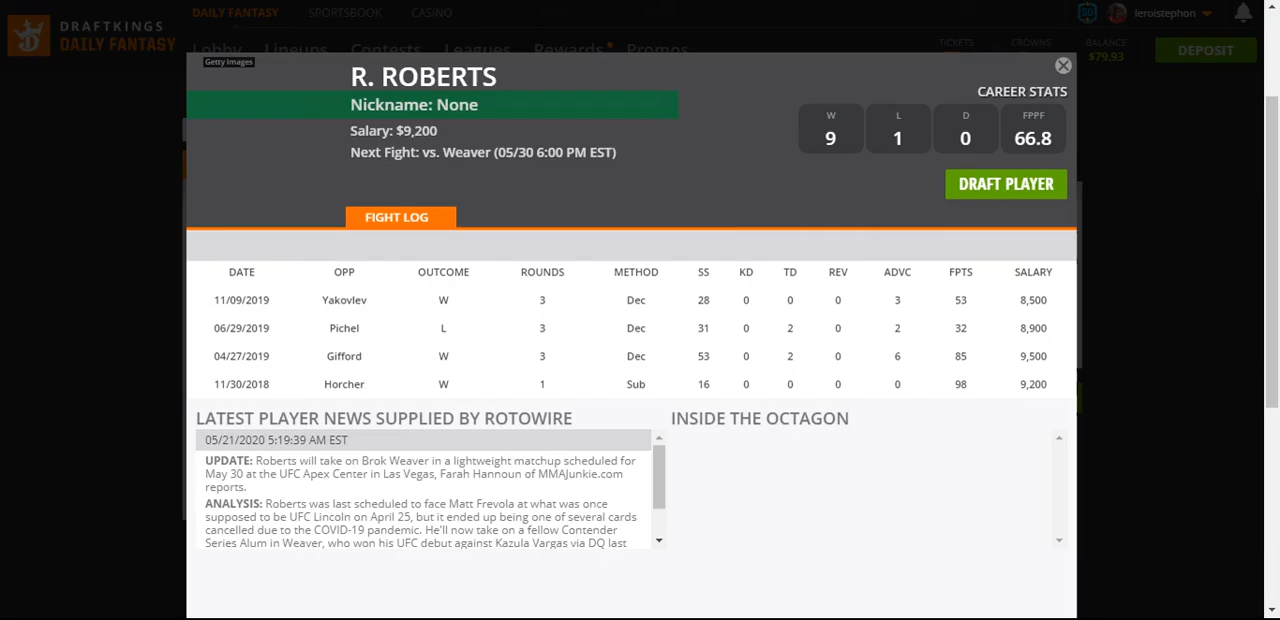 DRAFTKINGS
DAILY FANTASY
DAILY FANTASY SPORTSBOOK CASINO
leroistephon
Lobby Lineups Contests Leagues Rewards Promos
TICKETS CROWNS BALANCE
$79.93
DEPOSIT
Getty Images
R. ROBERTS
Nickname: None
Salary: $9,200
Next Fight: vs. Weaver (05/30 6:00 PM EST)
CAREER STATS
W L D FPPF
9 1 0 66.8
DRAFT PLAYER
FIGHT LOG
DATE OPP OUTCOME ROUNDS METHOD SS KD TD REV ADVC FPTS SALARY
11/09/2019 Yakovlev W 3 Dec 28 0 0 0 3 53 8,500
06/29/2019 Pichel L 3 Dec 31 0 2 0 2 32 8,900
04/27/2019 Gifford W 3 Dec 53 0 2 0 6 85 9,500
11/30/2018 Horcher W 1 Sub 16 0 0 0 0 98 9,200
LATEST PLAYER NEWS SUPPLIED BY ROTOWIRE
05/21/2020 5:19:39 AM EST
UPDATE: Roberts will take on Brok Weaver in a lightweight matchup scheduled for
May 30 at the UFC Apex Center in Las Vegas, Farah Hannoun of MMAJunkie.com
reports.
ANALYSIS: Roberts was last scheduled to face Matt Frevola at what was once
supposed to be UFC Lincoln on April 25, but it ended up being one of several cards
cancelled due to the COVID-19 pandemic. He'll now take on a fellow Contender
Series Alum in Weaver, who won his UFC debut against Kazula Vargas via DQ last
INSIDE THE OCTAGON